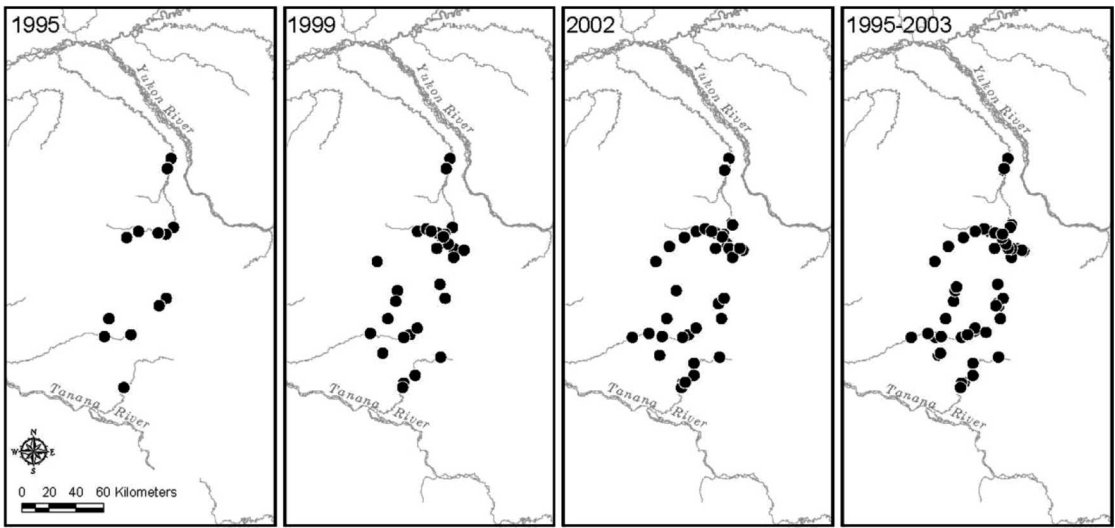 1995
1999
2002
1995-2003
Yukon River
Yukon River
Yukon River
Yukon River
Tanana River
Tanana River
Tanana River
Tanana River
N
W E
S
0 20 40 60 Kilometers